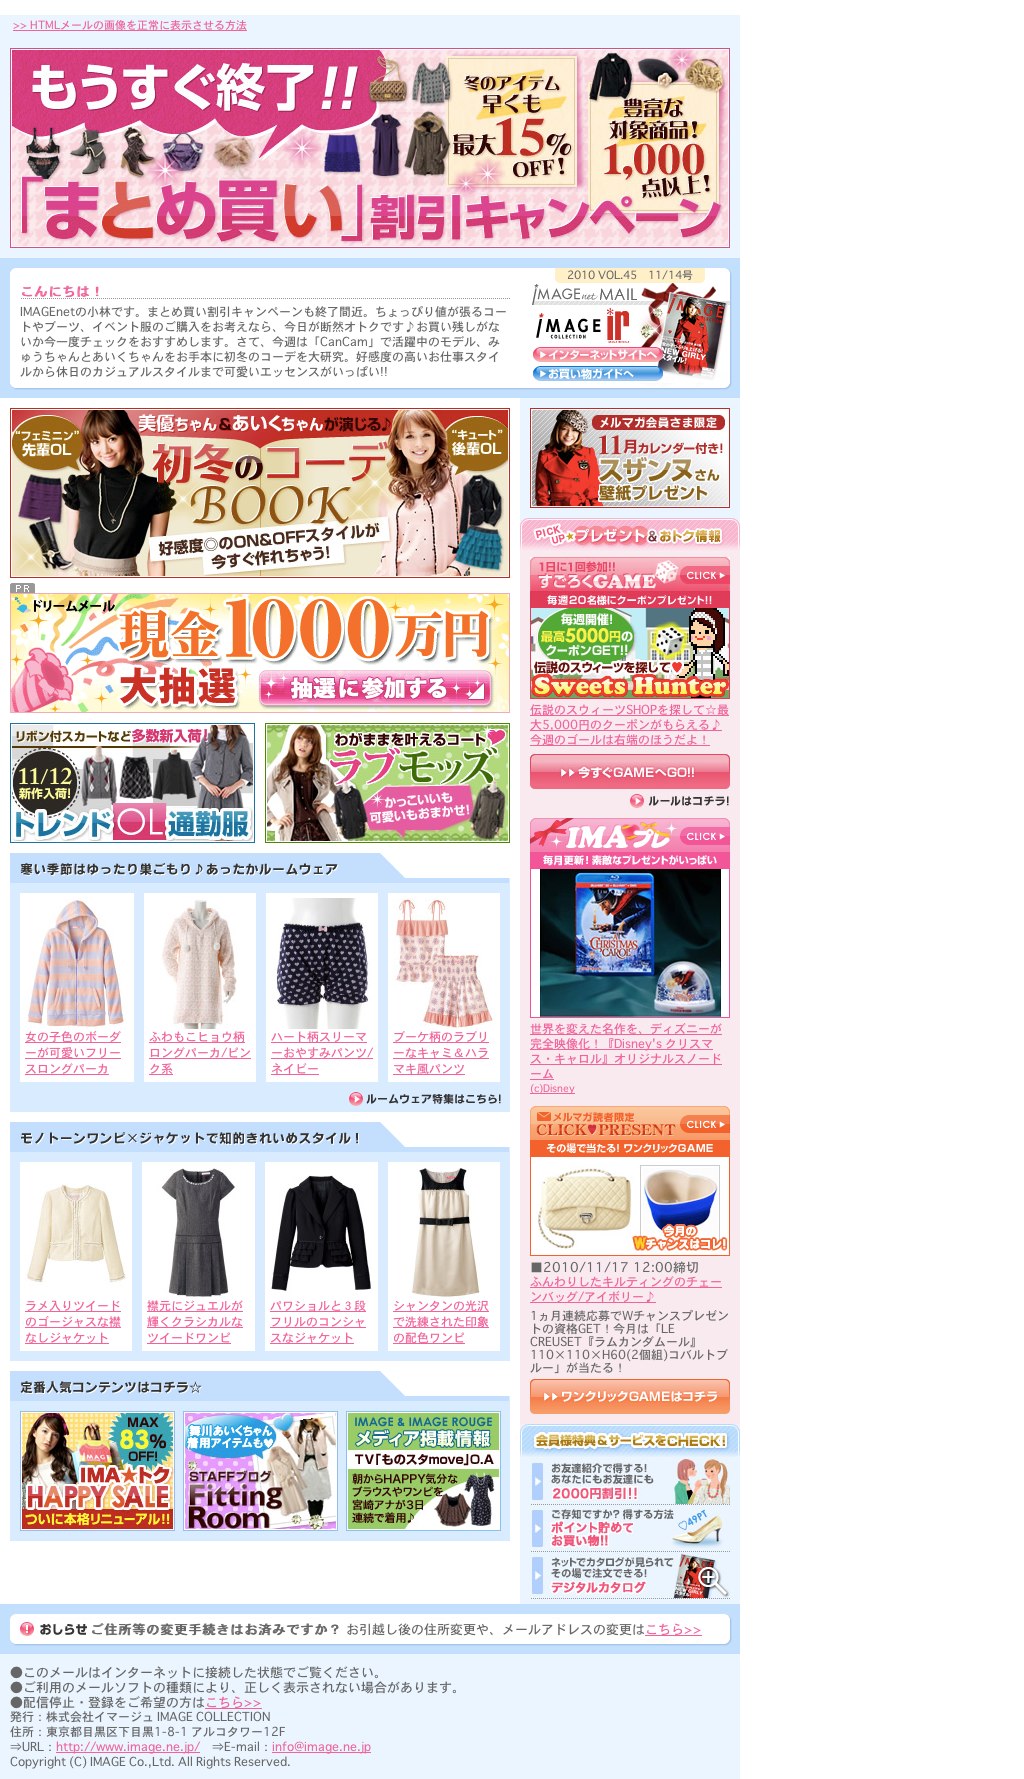 >> HTMLメールの画像を正常に表示させる方法
もうすぐ終了!!
冬のアイテム
早くも
最大15%
OFF!
豊富な
対象商品!
1,000
点以上!
「まとめ買い」割引キャンペーン
こんにちは！
IMAGEnetの小林です。まとめ買い割引キャンペーンも終了間近。ちょっぴり値が張るコー
トやブーツ、イベント服のご購入をお考えなら、今日が断然オトクです♪お買い残しがな
いか今一度チェックをおすすめします。さて、今週は「CanCam」で活躍中のモデル、み
ゅうちゃんとあいくちゃんをお手本に初冬のコーデを大研究。好感度の高いお仕事スタイ
ルから休日のカジュアルスタイルまで可愛いエッセンスがいっぱい!!
2010 VOL.45　11/14号
iMAGEnet MAIL
iMAGE
COLLECTION
インターネットサイトへ
お買い物ガイドへ
美優ちゃん＆あいくちゃんが演じる♪
"フェミニン"
先輩OL
"キュート"
後輩OL
初冬のコーデ
BOOK
好感度◎のON&OFFスタイルが
今すぐ作れちゃう!
PR
ドリームメール
現金1000万円
大抽選
抽選に参加する
リボン付スカートなど多数新入荷!
11/12
新作入荷!
トレンドOL通勤服
わがままを叶えるコート♥
ラブモッズ
かっこいいも
可愛いもおまかせ!
寒い季節はゆったり巣ごもり♪あったかルームウェア
女の子色のボーダ
ーが可愛いフリー
スロングパーカ
ふわもこヒョウ柄
ロングパーカ/ピン
ク系
ハート柄スリーマ
ーおやすみパンツ/
ネイビー
ブーケ柄のラブリ
ーなキャミ＆ハラ
マキ風パンツ
ルームウェア特集はこちら!
モノトーンワンピ×ジャケットで知的きれいめスタイル！
ラメ入りツイード
のゴージャスな襟
なしジャケット
襟元にジュエルが
輝くクラシカルな
ツイードワンピ
パワショルと３段
フリルのコンシャ
スなジャケット
シャンタンの光沢
で洗練された印象
の配色ワンピ
定番人気コンテンツはコチラ☆
MAX
83%
OFF!
IMA★トク
HAPPY SALE
ついに本格リニューアル!!
舞川あいくちゃん
着用アイテムも♥
STAFFブログ
Fitting
Room
IMAGE & IMAGE ROUGE
メディア掲載情報
TV「ものスタmove」O.A
朝からHAPPY気分な
ブラウスやワンピを
宮崎アナが3日
連続で着用♪
メルマガ会員さま限定
11月カレンダー付き!
スザンヌさん
壁紙プレゼント
PICK UP★プレゼント&おトク情報
1日に1回参加!!
すごろくGAME
CLICK
毎週20名様にクーポンプレゼント!!
毎週開催!
最高5000円の
クーポンGET!!
伝説のスウィーツを探して♥
Sweets Hunter
伝説のスウィーツSHOPを探して☆最
大5,000円のクーポンがもらえる♪
今週のゴールは右端のほうだよ！
今すぐGAMEへGO!!
ルールはコチラ!
IMAプレ
CLICK
毎月更新! 素敵なプレゼントがいっぱい
DISNEY'S
A CHRISTMAS
CAROL
世界を変えた名作を、ディズニーが
完全映像化！『Disney's クリスマ
ス・キャロル』オリジナルスノード
ーム
(c)Disney
メルマガ読者限定
CLICK♥PRESENT
CLICK
その場で当たる! ワンクリックGAME
今月の
Wチャンスはコレ!
■2010/11/17 12:00締切
ふんわりしたキルティングのチェー
ンバッグ/アイボリー♪
1ヵ月連続応募でWチャンスプレゼン
トの資格GET！今月は「LE
CREUSET『ラムカンダムール』
110×110×H60(2個組)コバルトブ
ルー」が当たる！
ワンクリックGAMEはコチラ
会員様特典&サービスをCHECK!
お友達紹介で得する!
あなたにもお友達にも
2000円割引!!
ご存知ですか? 得する方法
ポイント貯めて
お買い物!!
49PT
ネットでカタログが見られて
その場で注文できる!
デジタルカタログ
おしらせ ご住所等の変更手続きはお済みですか？ お引越し後の住所変更や、メールアドレスの変更はこちら>>
●このメールはインターネットに接続した状態でご覧ください。
●ご利用のメールソフトの種類により、正しく表示されない場合があります。
●配信停止・登録をご希望の方はこちら>>
発行：株式会社イマージュ IMAGE COLLECTION
住所：東京都目黒区下目黒1-8-1 アルコタワー12F
⇒URL：http://www.image.ne.jp/　⇒E-mail：info@image.ne.jp
Copyright (C) IMAGE Co.,Ltd. All Rights Reserved.